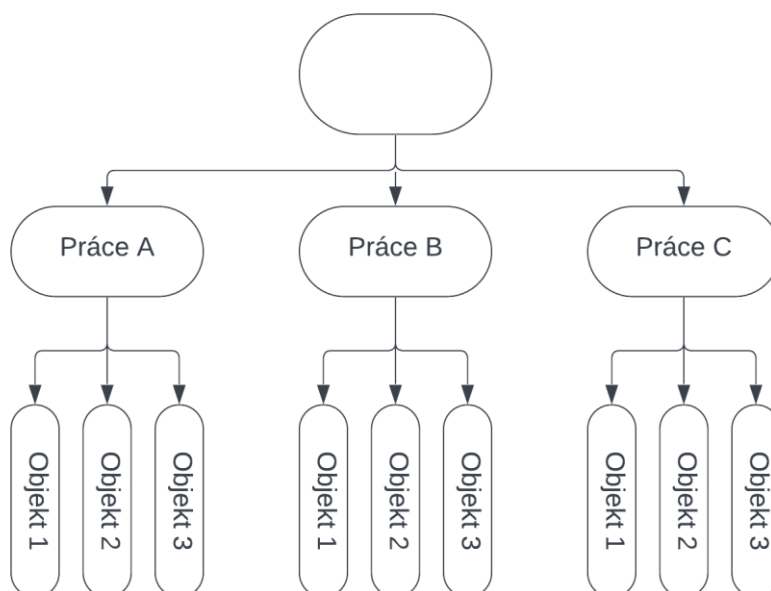 Práce A
Práce B
Práce C
Objekt 1
Objekt 2
Objekt 3
Objekt 1
Objekt 2
Objekt 3
Objekt 1
Objekt 2
Objekt 3